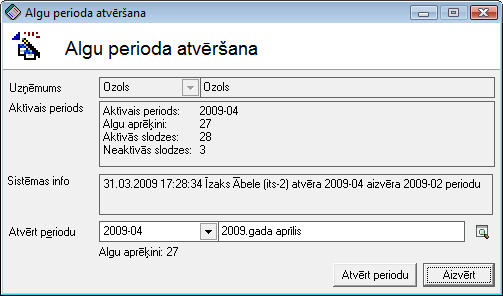 Algu perioda atvēršana
Algu perioda atvēršana
Uzņēmums Ozols Ozols
Aktīvais periods Aktīvais periods: 2009-04
Algu aprēķini: 27
Aktīvās slodzes: 28
Neaktīvās slodzes: 3
Sistēmas info 31.03.2009 17:28:34 Īzaks Ābele (its-2) atvēra 2009-04 aizvēra 2009-02 periodu
Atvērt periodu 2009-04 2009.gada aprīlis
Algu aprēķini: 27
Atvērt periodu Aizvērt